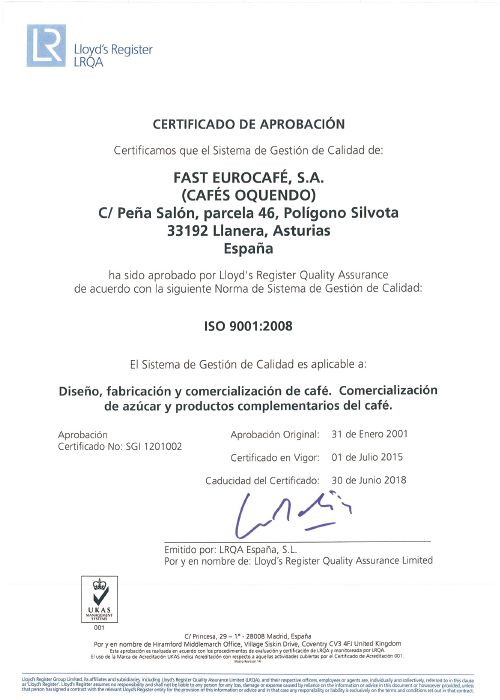 LR
Lloyd's Register
LRQA
CERTIFICADO DE APROBACIÓN
Certificamos que el Sistema de Gestión de Calidad de:
FAST EUROCAFÉ, S.A.
(CAFÉS OQUENDO)
C/ Peña Salón, parcela 46, Polígono Silvota
33192 Llanera, Asturias
España
ha sido aprobado por Lloyd's Register Quality Assurance
de acuerdo con la siguiente Norma de Sistema de Gestión de Calidad:
ISO 9001:2008
El Sistema de Gestión de Calidad es aplicable a:
Diseño, fabricación y comercialización de café. Comercialización
de azúcar y productos complementarios del café.
Aprobación
Certificado No: SGI 1201002
Aprobación Original: 31 de Enero 2001
Certificado en Vigor: 01 de Julio 2015
Caducidad del Certificado: 30 de Junio 2018
Emitido por: LRQA España, S.L.
Por y en nombre de: Lloyd's Register Quality Assurance Limited
UKAS
MANAGEMENT
SYSTEMS
001
C/ Princesa, 29 – 1º - 28008 Madrid, España
Por y en nombre de Hiramford Middlemarch Office, Village Siskin Drive, Coventry CV3 4FJ United Kingdom
Esta aprobación es realizada en acuerdo con los procedimientos de evaluación y certificación de LRQA y monitorizada por LRQA.
El uso de la Marca de Acreditación UKAS indica Acreditación con respecto a aquellas actividades cubiertas por el Certificado de Acreditación 001.
Lloyd's Register Group Limited, its affiliates and subsidiaries, including Lloyd's Register Quality Assurance Limited (LRQA), and their respective officers, employees or agents are, individually and collectively, referred to in this clause
as 'Lloyd's Register'. Lloyd's Register assumes no responsibility and shall not be liable to any person for any loss, damage or expense caused by reliance on the information or advice in this document or howsoever provided, unless
that person has signed a contract with the relevant Lloyd's Register entity for the provision of this information or advice and in that case any responsibility or liability is exclusively on the terms and conditions set out in that contract.